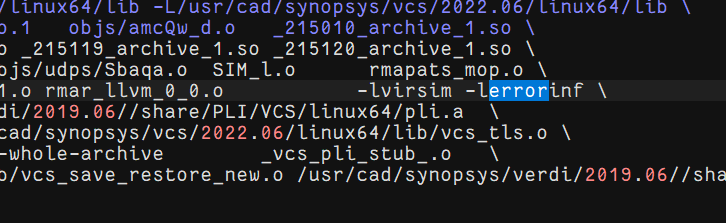 /linux64/lib -L/usr/cad/synopsys/vcs/2022.06/linux64/lib \
o.1   objs/amcQw_d.o   _215010_archive_1.so \
o _215119_archive_1.so _215120_archive_1.so \
ojs/udps/Sbaqa.o  SIM_l.o       rmapats_mop.o \
1.o rmar_llvm_0_0.o            -lvirsim -lerrorinf \
di/2019.06//share/PLI/VCS/linux64/pli.a  \
cad/synopsys/vcs/2022.06/linux64/lib/vcs_tls.o \
-whole-archive        _vcs_pli_stub_.o   \
o/vcs_save_restore_new.o /usr/cad/synopsys/verdi/2019.06//sha